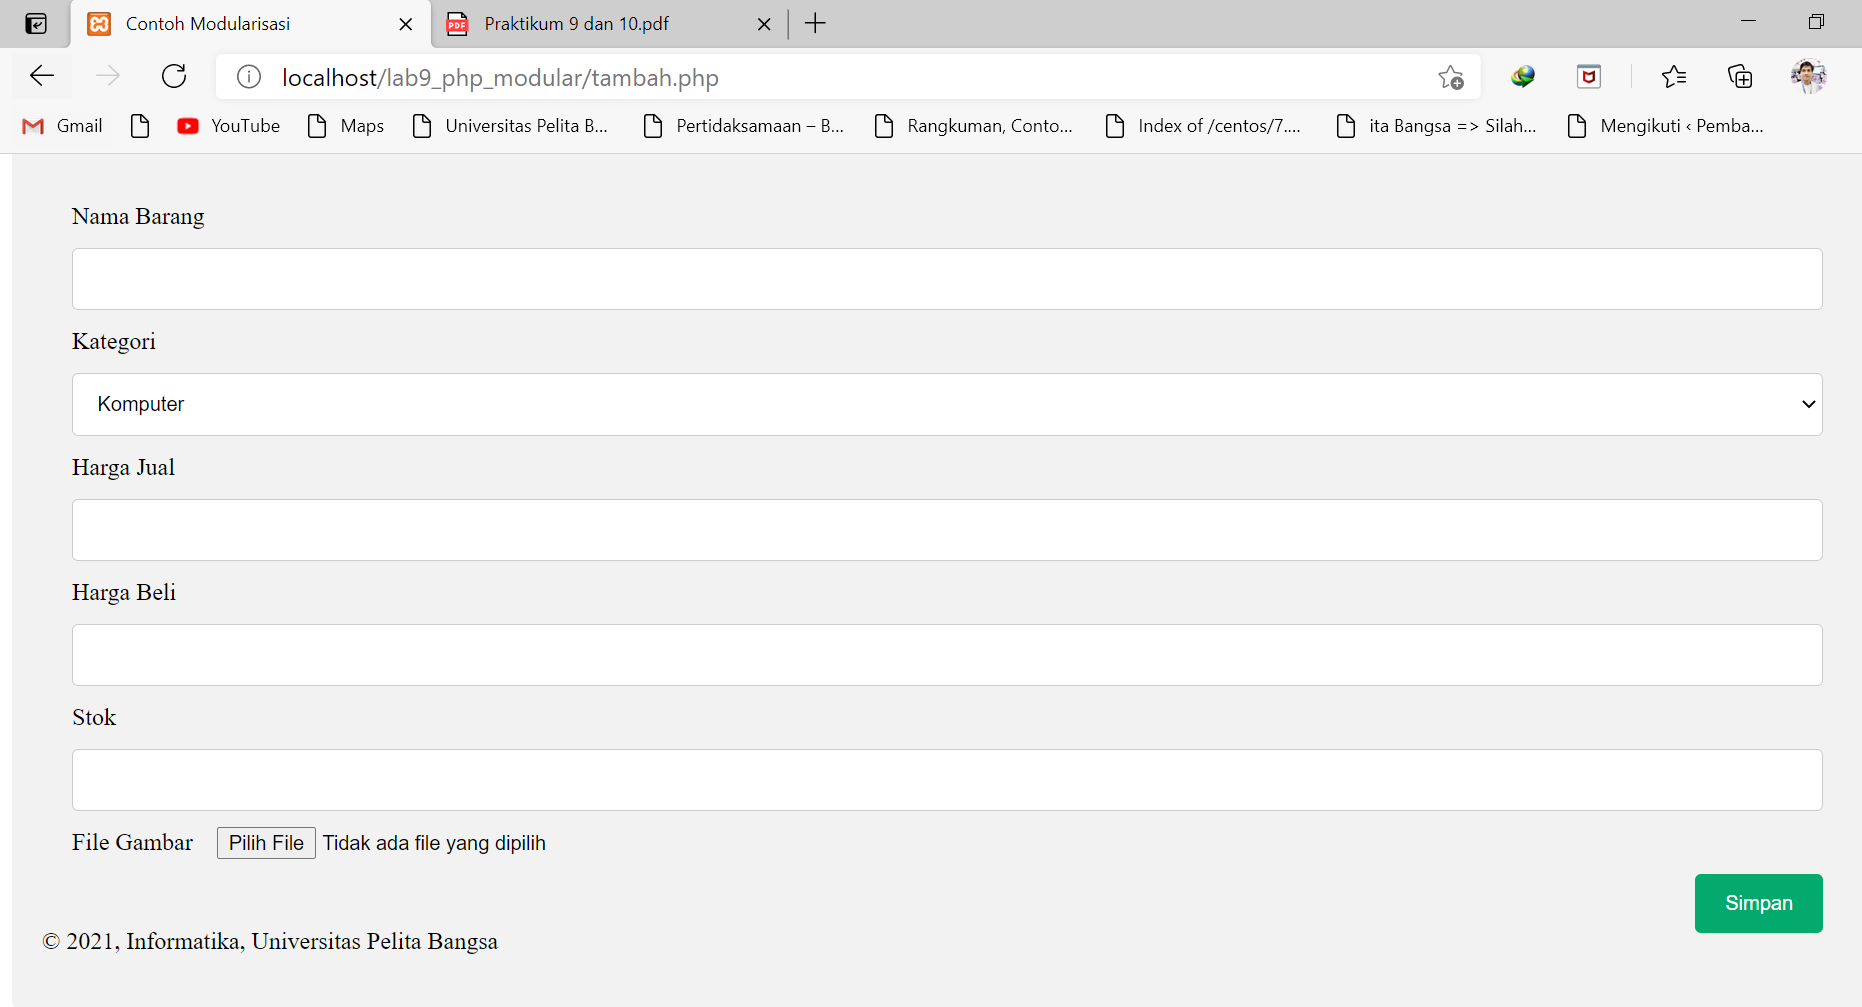 Contoh Modularisasi
PDF Praktikum 9 dan 10.pdf
localhost/lab9_php_modular/tambah.php
Gmail YouTube Maps Universitas Pelita B... Pertidaksamaan – B... Rangkuman, Conto... Index of /centos/7.... ita Bangsa => Silah... Mengikuti ‹ Pemba...
Nama Barang
Kategori
Komputer
Harga Jual
Harga Beli
Stok
File Gambar Pilih File Tidak ada file yang dipilih
Simpan
© 2021, Informatika, Universitas Pelita Bangsa